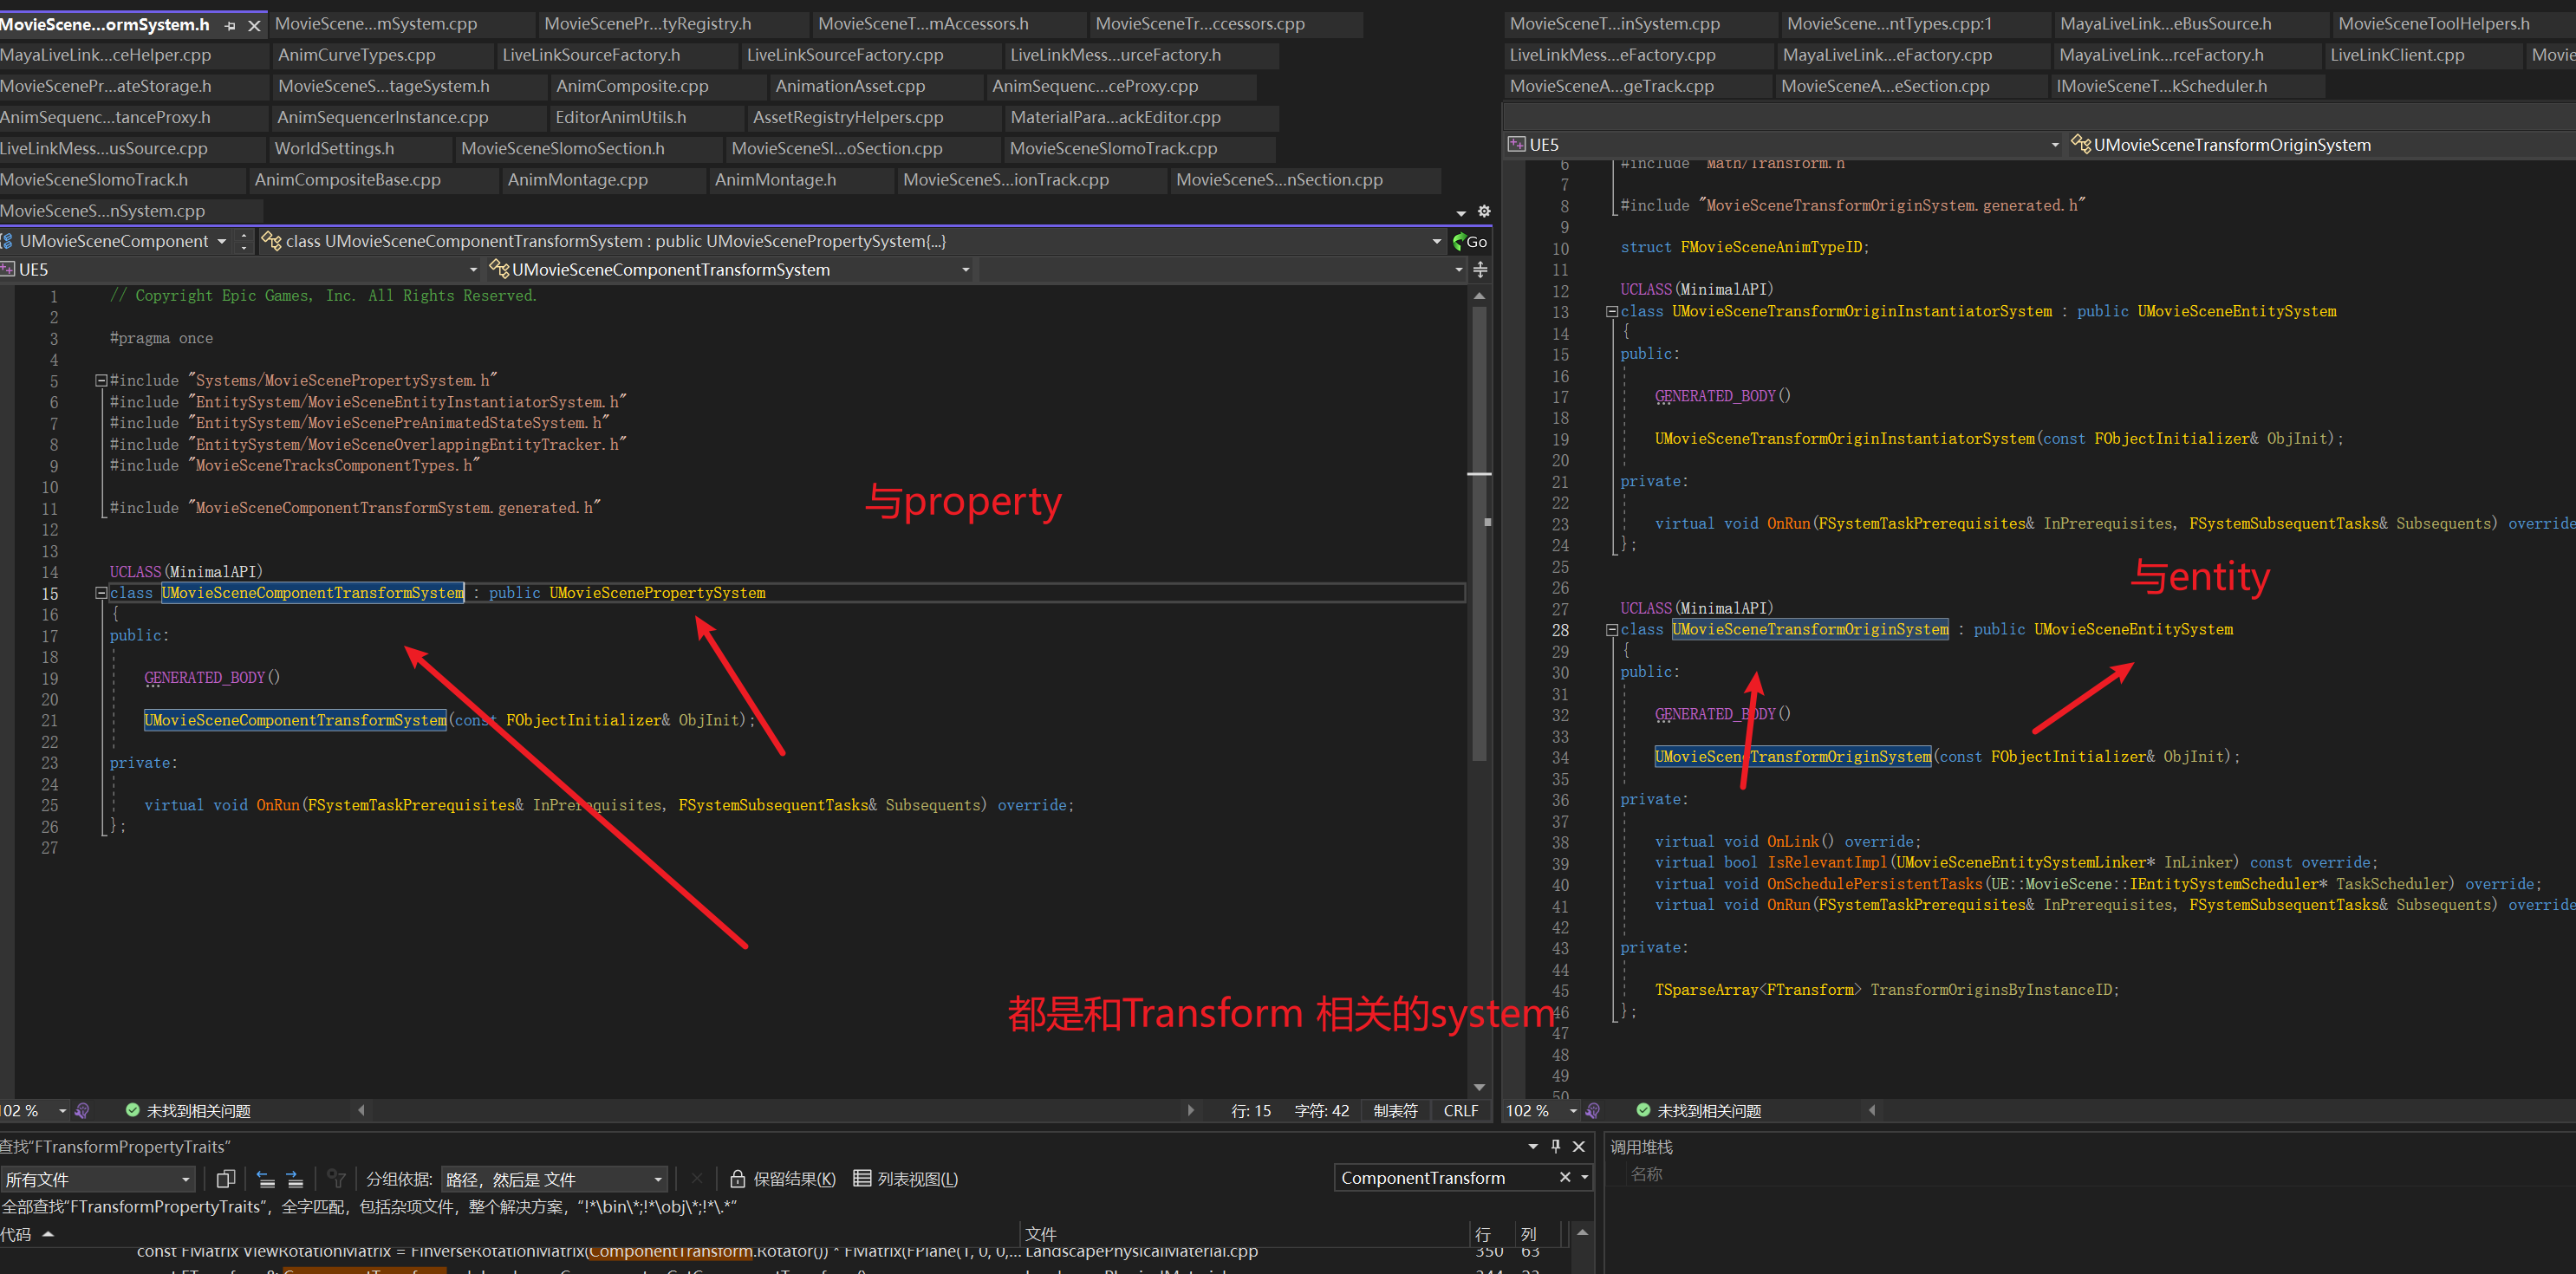 MovieScene...ormSystem.h
MovieScene...mSystem.cpp
MovieScenePr...tyRegistry.h
MovieSceneT...mAccessors.h
MovieSceneTr...ccessors.cpp
MayaLiveLink...ceHelper.cpp
AnimCurveTypes.cpp
LiveLinkSourceFactory.h
LiveLinkSourceFactory.cpp
LiveLinkMess...urceFactory.h
MovieScenePr...ateStorage.h
MovieSceneS...tageSystem.h
AnimComposite.cpp
AnimationAsset.cpp
AnimSequenc...ceProxy.cpp
AnimSequenc...tanceProxy.h
AnimSequencerInstance.cpp
EditorAnimUtils.h
AssetRegistryHelpers.cpp
MaterialPara...ackEditor.cpp
LiveLinkMess...usSource.cpp
WorldSettings.h
MovieSceneSlomoSection.h
MovieSceneSl...oSection.cpp
MovieSceneSlomoTrack.cpp
MovieSceneSlomoTrack.h
AnimCompositeBase.cpp
AnimMontage.cpp
AnimMontage.h
MovieSceneS...ionTrack.cpp
MovieSceneS...nSection.cpp
MovieSceneS...nSystem.cpp
UMovieSceneComponent
class UMovieSceneComponentTransformSystem : public UMovieScenePropertySystem{...}
Go
UE5
UMovieSceneComponentTransformSystem
1 // Copyright Epic Games, Inc. All Rights Reserved.
2
3 #pragma once
4
5 #include "Systems/MovieScenePropertySystem.h"
6 #include "EntitySystem/MovieSceneEntityInstantiatorSystem.h"
7 #include "EntitySystem/MovieScenePreAnimatedStateSystem.h"
8 #include "EntitySystem/MovieSceneOverlappingEntityTracker.h"
9 #include "MovieSceneTracksComponentTypes.h"
10
11 #include "MovieSceneComponentTransformSystem.generated.h"
12
13
14 UCLASS(MinimalAPI)
15 class UMovieSceneComponentTransformSystem : public UMovieScenePropertySystem
16 {
17 public:
18
19 GENERATED_BODY()
20
21 UMovieSceneComponentTransformSystem(const FObjectInitializer& ObjInit);
22
23 private:
24
25 virtual void OnRun(FSystemTaskPrerequisites& InPrerequisites, FSystemSubsequentTasks& Subsequents) override;
26 };
27
与property
都是和Transform 相关的system
102 %
未找到相关问题
行: 15
字符: 42
制表符
CRLF
MovieSceneT...inSystem.cpp
MovieScene...ntTypes.cpp:1
MayaLiveLink...eBusSource.h
MovieSceneToolHelpers.h
LiveLinkMess...eFactory.cpp
MayaLiveLink...eFactory.cpp
MayaLiveLink...rceFactory.h
LiveLinkClient.cpp
Movie
MovieSceneA...geTrack.cpp
MovieSceneA...eSection.cpp
IMovieSceneT...kScheduler.h
UE5
UMovieSceneTransformOriginSystem
6 #include "Math/Transform.h
7
8 #include "MovieSceneTransformOriginSystem.generated.h"
9
10 struct FMovieSceneAnimTypeID;
11
12 UCLASS(MinimalAPI)
13 class UMovieSceneTransformOriginInstantiatorSystem : public UMovieSceneEntitySystem
14 {
15 public:
16
17 GENERATED_BODY()
18
19 UMovieSceneTransformOriginInstantiatorSystem(const FObjectInitializer& ObjInit);
20
21 private:
22
23 virtual void OnRun(FSystemTaskPrerequisites& InPrerequisites, FSystemSubsequentTasks& Subsequents) override
24 };
25
26
27 UCLASS(MinimalAPI)
28 class UMovieSceneTransformOriginSystem : public UMovieSceneEntitySystem
29 {
30 public:
31
32 GENERATED_BODY()
33
34 UMovieSceneTransformOriginSystem(const FObjectInitializer& ObjInit);
35
36 private:
37
38 virtual void OnLink() override;
39 virtual bool IsRelevantImpl(UMovieSceneEntitySystemLinker* InLinker) const override;
40 virtual void OnSchedulePersistentTasks(UE::MovieScene::IEntitySystemScheduler* TaskScheduler) override;
41 virtual void OnRun(FSystemTaskPrerequisites& InPrerequisites, FSystemSubsequentTasks& Subsequents) override
42
43 private:
44
45 TSparseArray<FTransform> TransformOriginsByInstanceID;
46 };
47
48
49
50
与entity
102 %
未找到相关问题
查找"FTransformPropertyTraits"
所有文件
分组依据:
路径，然后是 文件
保留结果(K)
列表视图(L)
ComponentTransform
全部查找"FTransformPropertyTraits"，全字匹配，包括杂项文件，整个解决方案，"!*\bin\*;!*\obj\*;!*\.*"
代码
文件
行
列
const FMatrix ViewRotationMatrix = FInverseRotationMatrix(ComponentTransform.Rotator()) * FMatrix(FPlane(1, 0, 0,... LandscapePhysicalMaterial.cpp 350 63
调用堆栈
名称